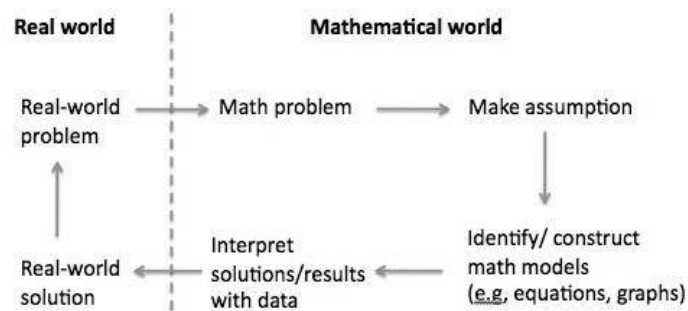 Real world
Mathematical world
Real-world
problem
Math problem
Make assumption
Identify/ construct
math models
(e.g, equations, graphs)
Interpret
solutions/results
with data
Real-world
solution